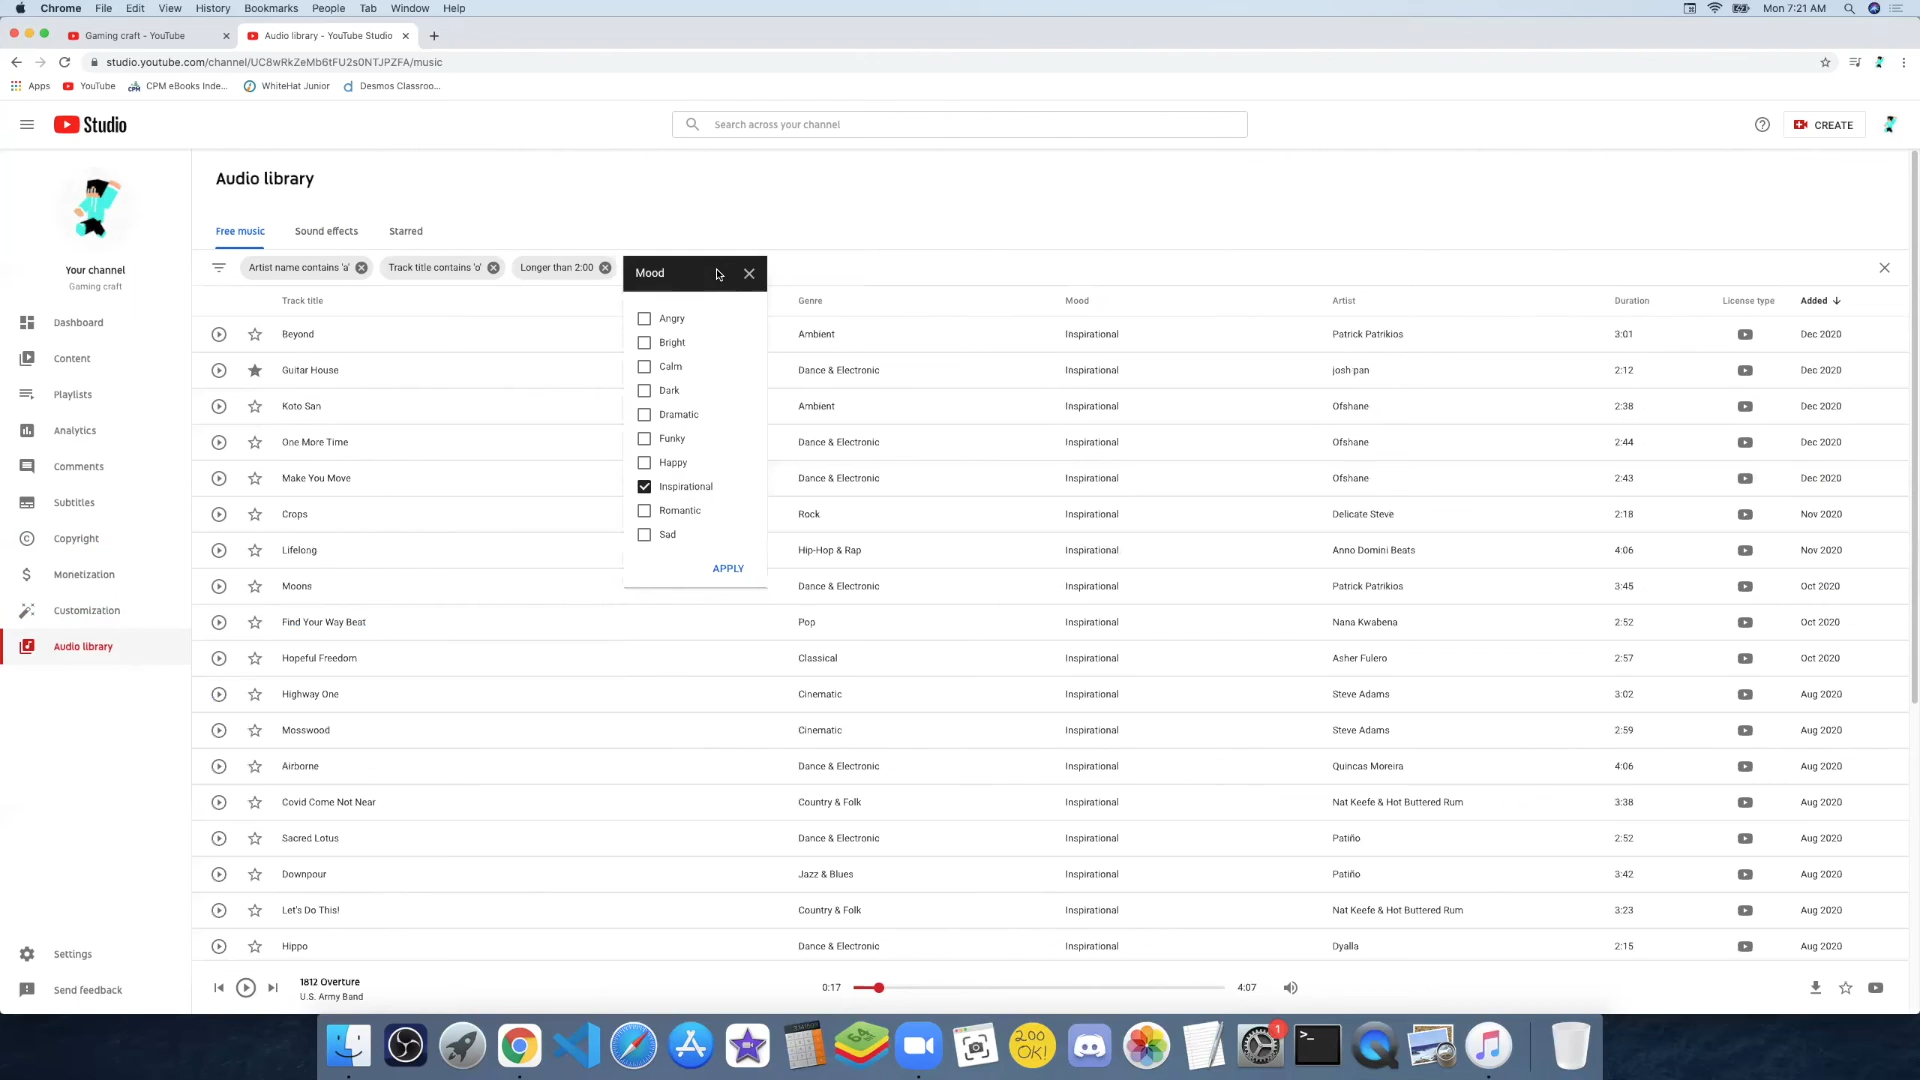 Chrome File Edit View History Bookmarks People Tab Window Help Mon 7:21 AM
Gaming craft - YouTube Audio library - YouTube Studio
studio.youtube.com/channel/UC8wRkZeMb6tFU2s0NTJPZFA/music
Apps YouTube CPM eBooks Inde... WhiteHat Junior Desmos Classroo...
Studio Search across your channel CREATE
Audio library
Free music Sound effects Starred
Your channel
Gaming craft
Dashboard
Content
Playlists
Analytics
Comments
Subtitles
Copyright
Monetization
Customization
Audio library
Settings
Send feedback
Artist name contains 'a' Track title contains 'o' Longer than 2:00
Mood
Angry
Bright
Calm
Dark
Dramatic
Funky
Happy
Inspirational
Romantic
Sad
APPLY
Track title Genre Mood Artist Duration License type Added
Beyond Ambient Inspirational Patrick Patrikios 3:01 Dec 2020
Guitar House Dance & Electronic Inspirational josh pan 2:12 Dec 2020
Koto San Ambient Inspirational Ofshane 2:38 Dec 2020
One More Time Dance & Electronic Inspirational Ofshane 2:44 Dec 2020
Make You Move Dance & Electronic Inspirational Ofshane 2:43 Dec 2020
Crops Rock Inspirational Delicate Steve 2:18 Nov 2020
Lifelong Hip-Hop & Rap Inspirational Anno Domini Beats 4:06 Nov 2020
Moons Dance & Electronic Inspirational Patrick Patrikios 3:45 Oct 2020
Find Your Way Beat Pop Inspirational Nana Kwabena 2:52 Oct 2020
Hopeful Freedom Classical Inspirational Asher Fulero 2:57 Oct 2020
Highway One Cinematic Inspirational Steve Adams 3:02 Aug 2020
Mosswood Cinematic Inspirational Steve Adams 2:59 Aug 2020
Airborne Dance & Electronic Inspirational Quincas Moreira 4:06 Aug 2020
Covid Come Not Near Country & Folk Inspirational Nat Keefe & Hot Buttered Rum 3:38 Aug 2020
Sacred Lotus Dance & Electronic Inspirational Patiño 2:52 Aug 2020
Downpour Jazz & Blues Inspirational Patiño 3:42 Aug 2020
Let's Do This! Country & Folk Inspirational Nat Keefe & Hot Buttered Rum 3:23 Aug 2020
Hippo Dance & Electronic Inspirational Dyalla 2:15 Aug 2020
1812 Overture
U.S. Army Band
0:17 4:07
64
200
OK!
1